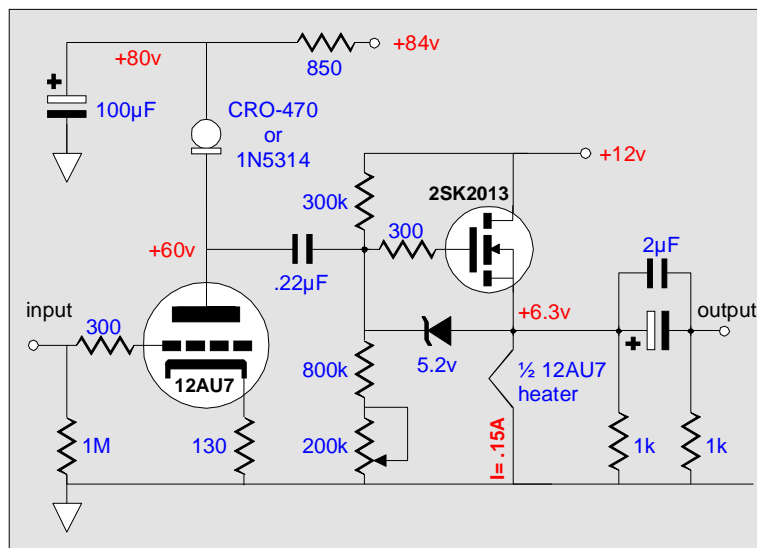 +80v
+84v
850
100µF
CRO-470
or
1N5314
+12v
300k
2SK2013
300
+60v
.22µF
2µF
+6.3v
input
output
300
5.2v
½ 12AU7
heater
12AU7
800k
1M
130
200k
I= .15A
1k
1k
+
+